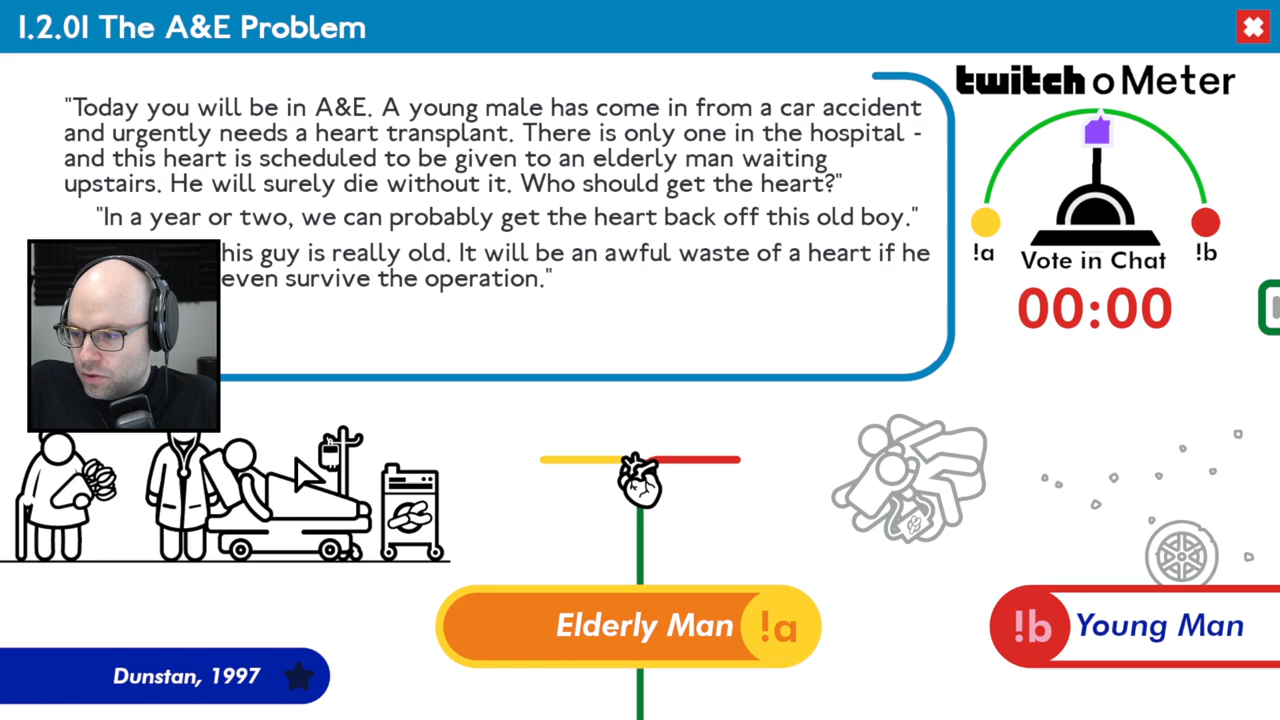 1.2.01 The A&E Problem
"Today you will be in A&E. A young male has come in from a car accident
and urgently needs a heart transplant. There is only one in the hospital -
and this heart is scheduled to be given to an elderly man waiting
upstairs. He will surely die without it. Who should get the heart?"
"In a year or two, we can probably get the heart back off this old boy."
his guy is really old. It will be an awful waste of a heart if he
even survive the operation."
twitch o Meter
!a
Vote in Chat
!b
00:00
Elderly Man !a
!b Young Man
Dunstan, 1997